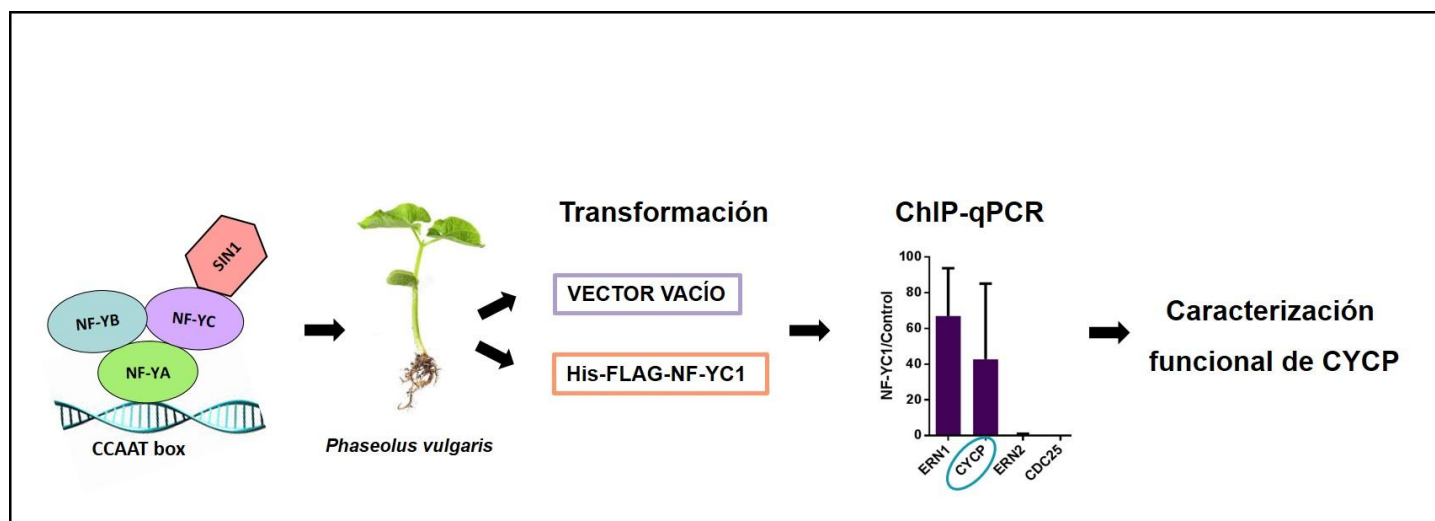 SIN1
NF-YB
NF-YC
NF-YA
CCAAT box
Phaseolus vulgaris
Transformación
VECTOR VACÍO
His-FLAG-NF-YC1
ChIP-qPCR
NF-YC1/Control
100
80
60
40
20
0
ERN1
CYCP
ERN2
CDC25
Caracterización
funcional de CYCP